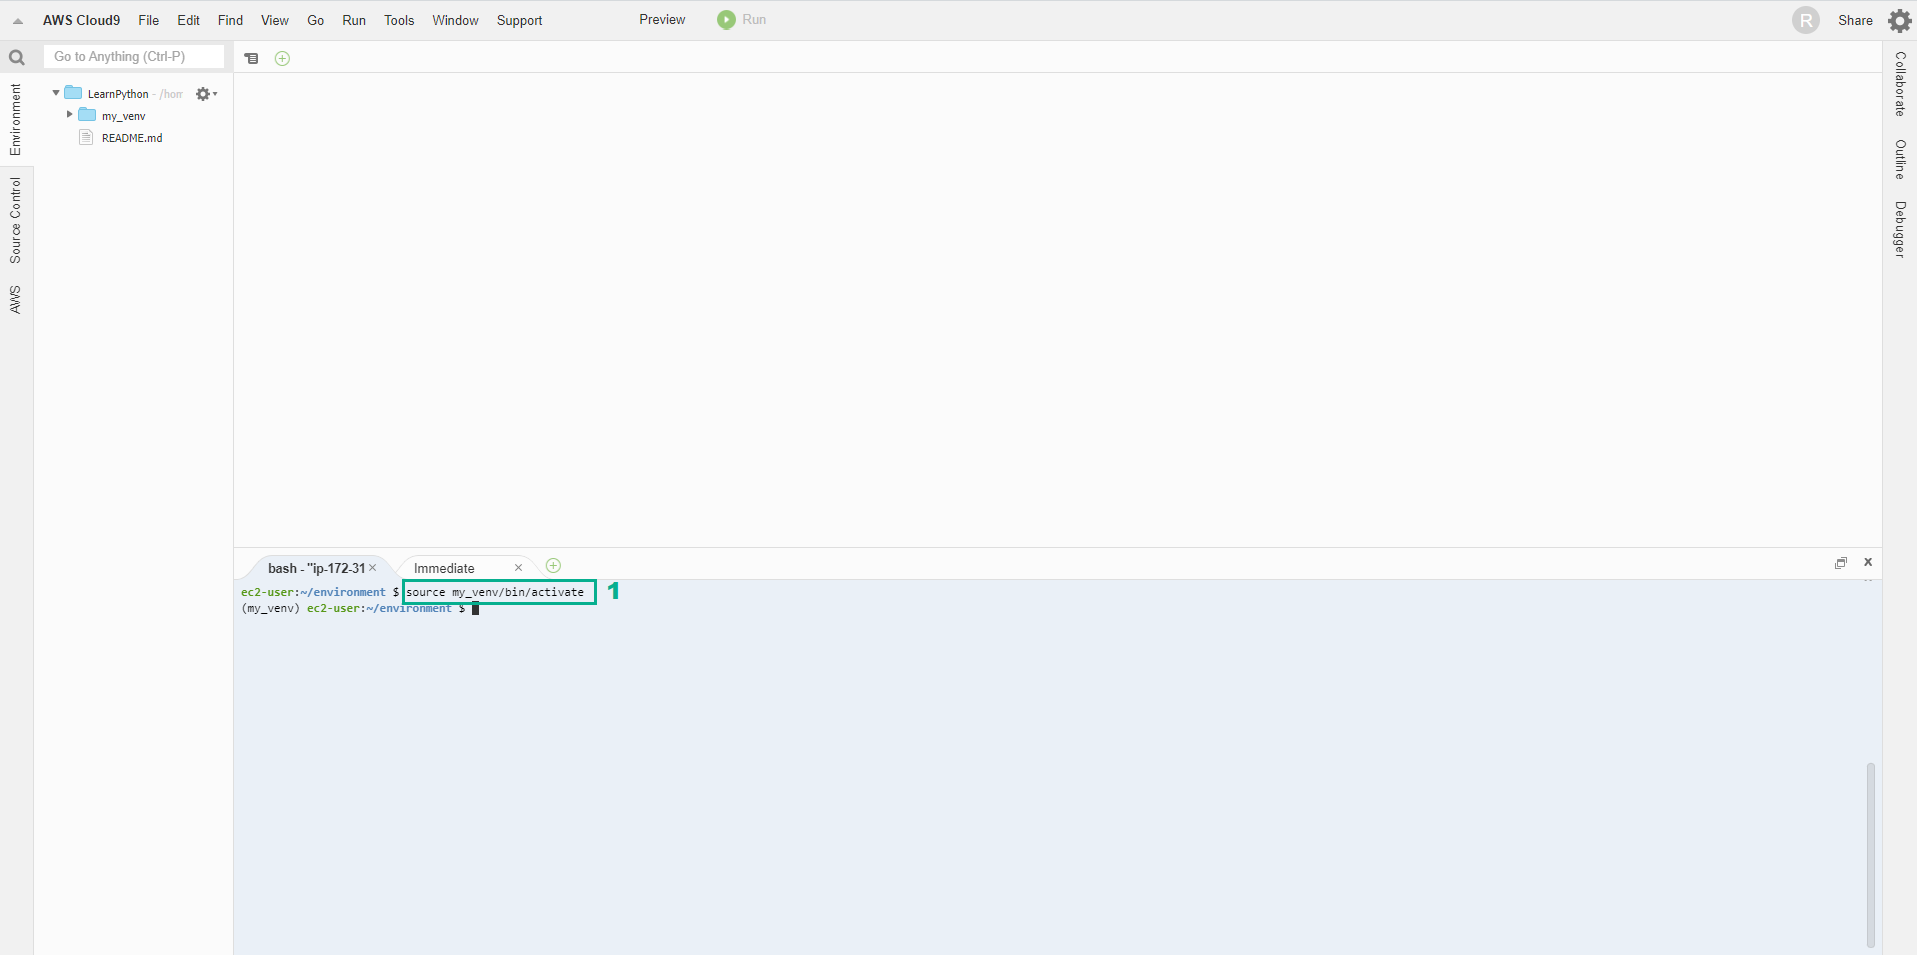 AWS Cloud9 File Edit Find View Go Run Tools Window Support Preview Run R Share
Go to Anything (Ctrl-P)
Environment
Source Control
AWS
LearnPython - /hom
my_venv
README.md
Collaborate
Outline
Debugger
bash - "ip-172-31 × Immediate ×
ec2-user:~/environment $ source my_venv/bin/activate 1
(my_venv) ec2-user:~/environment $